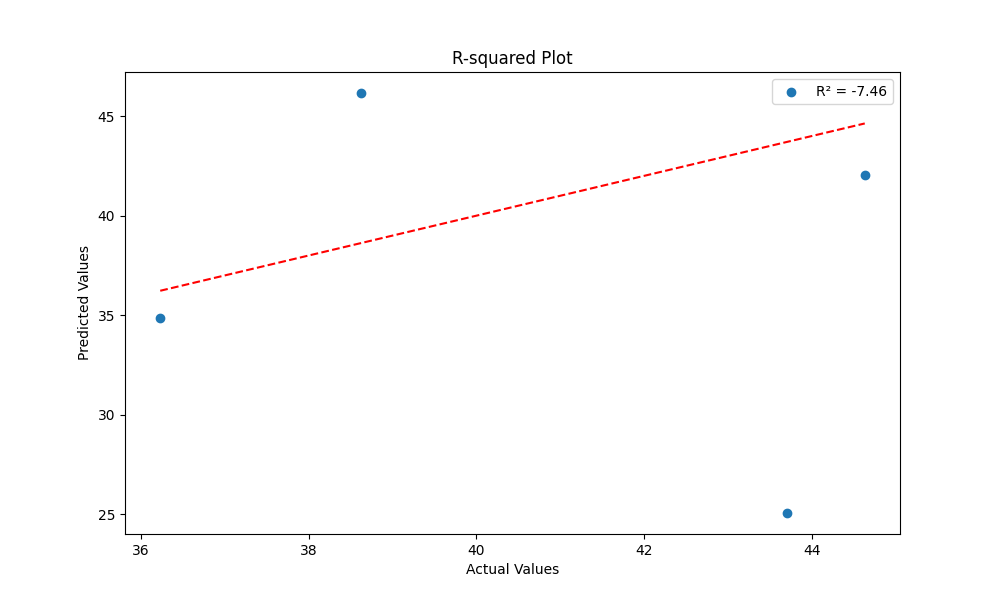 R-squared Plot
R² = -7.46
45
40
35
30
25
Predicted Values
36
38
40
42
44
Actual Values